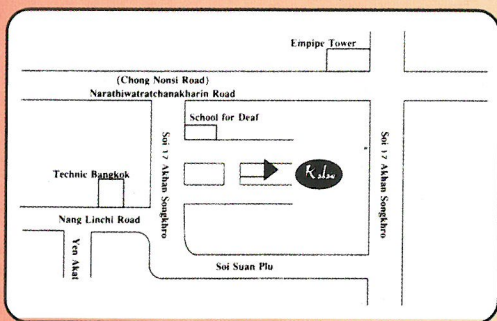 Empipe Tower
(Chong Nonsi Road)
Narathiwatratchanakharin Road
School for Deaf
Soi 17 Akhan Songkhro
Soi 17 Akhan Songkhro
Technic Bangkok
Nang Linchi Road
Yen Akat
Soi Suan Plu